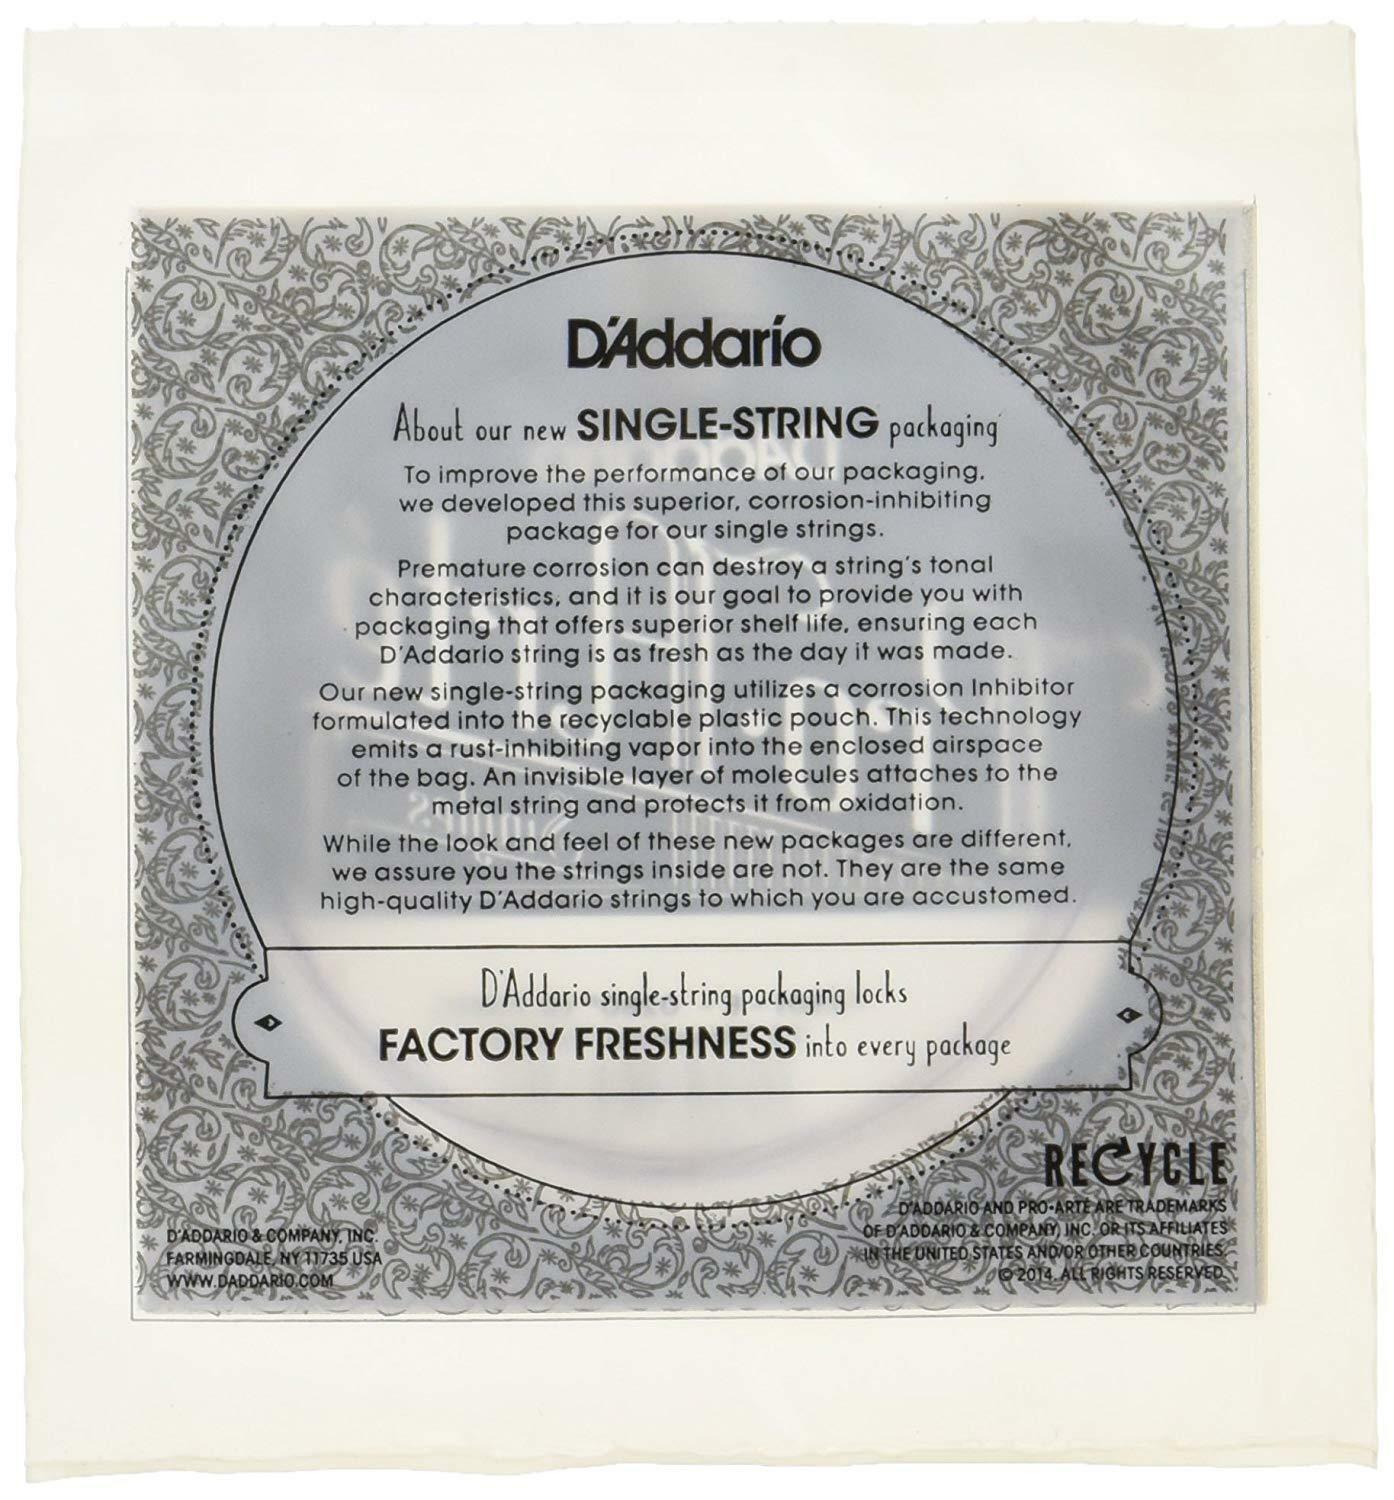 D'Addario
About our new SINGLE-STRING packaging
To improve the performance of our packaging,
we developed this superior, corrosion-inhibiting
package for our single strings.
Premature corrosion can destroy a string's tonal
characteristics, and it is our goal to provide you with
packaging that offers superior shelf life, ensuring each
D'Addario string is as fresh as the day it was made.
Our new single-string packaging utilizes a corrosion Inhibitor
formulated into the recyclable plastic pouch. This technology
emits a rust-inhibiting vapor into the enclosed airspace
of the bag. An invisible layer of molecules attaches to the
metal string and protects it from oxidation.
While the look and feel of these new packages are different,
we assure you the strings inside are not. They are the same
high-quality D'Addario strings to which you are accustomed.
D'Addario single-string packaging locks
FACTORY FRESHNESS into every package
RECYCLE
D'ADDARIO AND PRO•ARTE ARE TRADEMARKS
OF D'ADDARIO & COMPANY, INC. OR ITS AFFILIATES
IN THE UNITED STATES AND/OR OTHER COUNTRIES.
© 2014. ALL RIGHTS RESERVED.
D'ADDARIO & COMPANY, INC.
FARMINGDALE, NY 11735 USA
WWW.DADDARIO.COM